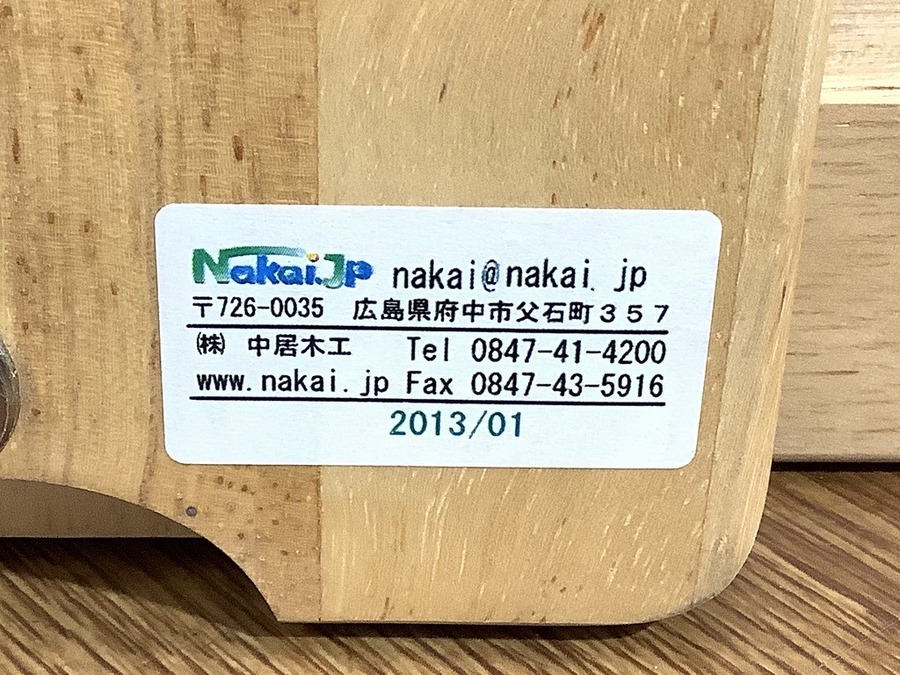 Nakai.Jp nakai@nakai.jp
〒726-0035 広島県府中市父石町３５７
㈱ 中居木工 Tel 0847-41-4200
www.nakai.jp Fax 0847-43-5916
2013/01